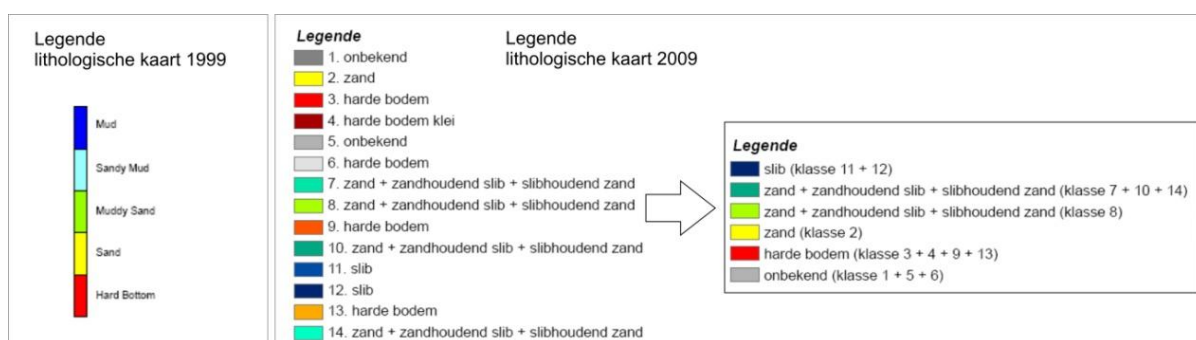 Legende
lithologische kaart 1999
Mud
Sandy Mud
Muddy Sand
Sand
Hard Bottom
Legende
1. onbekend
2. zand
3. harde bodem
4. harde bodem klei
5. onbekend
6. harde bodem
7. zand + zandhoudend slib + slibhoudend zand
8. zand + zandhoudend slib + slibhoudend zand
9. harde bodem
10. zand + zandhoudend slib + slibhoudend zand
11. slib
12. slib
13. harde bodem
14. zand + zandhoudend slib + slibhoudend zand
Legende
lithologische kaart 2009
Legende
slib (klasse 11 + 12)
zand + zandhoudend slib + slibhoudend zand (klasse 7 + 10 + 14)
zand + zandhoudend slib + slibhoudend zand (klasse 8)
zand (klasse 2)
harde bodem (klasse 3 + 4 + 9 + 13)
onbekend (klasse 1 + 5 + 6)